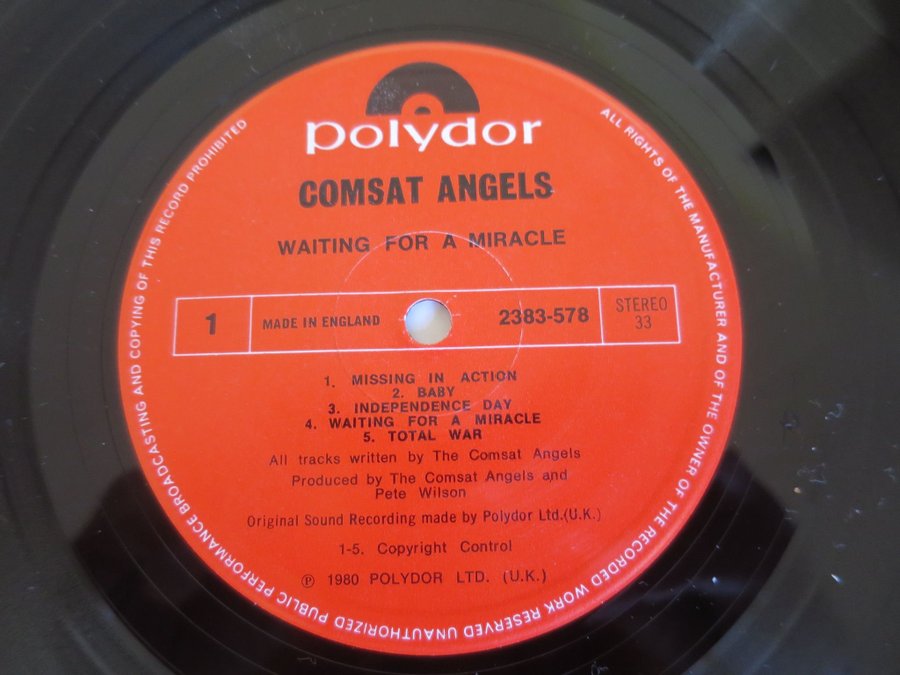 polydor
COMSAT ANGELS
WAITING FOR A MIRACLE
1
MADE IN ENGLAND
2383-578
STEREO
33
1. MISSING IN ACTION
2. BABY
3. INDEPENDENCE DAY
4. WAITING FOR A MIRACLE
5. TOTAL WAR
All tracks written by The Comsat Angels
Produced by The Comsat Angels and
Pete Wilson
Original Sound Recording made by Polydor Ltd.(U.K.)
1-5. Copyright Control
℗ 1980 POLYDOR LTD. (U.K.)
ALL RIGHTS OF THE MANUFACTURER AND OF THE OWNER OF THE RECORDED WORK RESERVED UNAUTHORIZED PUBLIC PERFORMANCE BROADCASTING AND COPYING OF THIS RECORD PROHIBITED